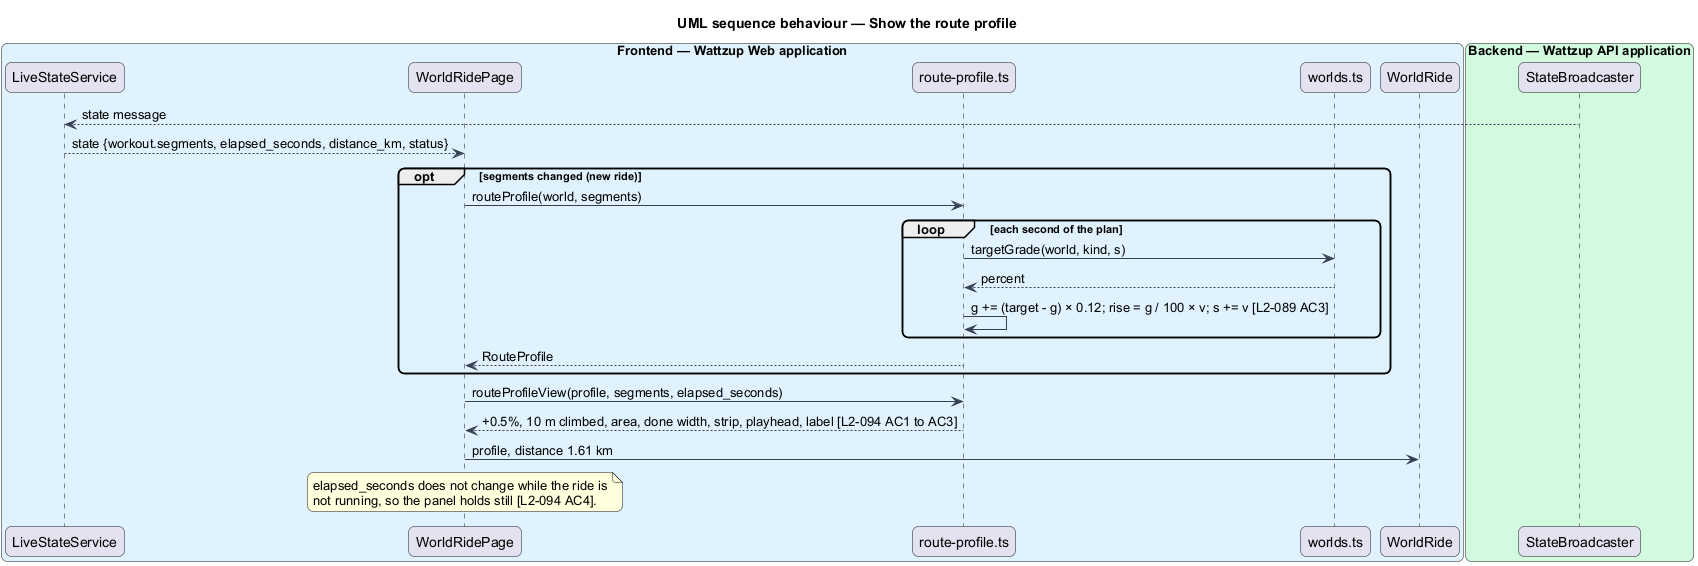 UML sequence behaviour — Show the route profile
Frontend — Wattzup Web application
Backend — Wattzup API application
LiveStateService
WorldRidePage
route-profile.ts
worlds.ts
WorldRide
StateBroadcaster
state message
state {workout.segments, elapsed_seconds, distance_km, status}
opt
[segments changed (new ride)]
routeProfile(world, segments)
loop
[each second of the plan]
targetGrade(world, kind, s)
percent
g += (target - g) × 0.12; rise = g / 100 × v; s += v [L2-089 AC3]
RouteProfile
routeProfileView(profile, segments, elapsed_seconds)
+0.5%, 10 m climbed, area, done width, strip, playhead, label [L2-094 AC1 to AC3]
profile, distance 1.61 km
elapsed_seconds does not change while the ride is
not running, so the panel holds still [L2-094 AC4].
LiveStateService
WorldRidePage
route-profile.ts
worlds.ts
WorldRide
StateBroadcaster